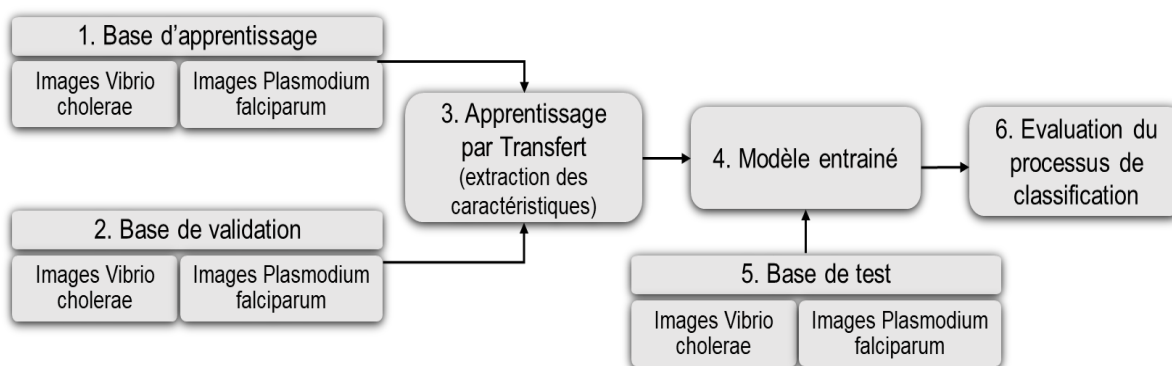 1. Base d'apprentissage
Images Vibrio
cholerae
Images Plasmodium
falciparum
2. Base de validation
Images Vibrio
cholerae
Images Plasmodium
falciparum
3. Apprentissage
par Transfert
(extraction des
caractéristiques)
4. Modèle entrainé
5. Base de test
Images Vibrio
cholerae
Images Plasmodium
falciparum
6. Evaluation du
processus de
classification